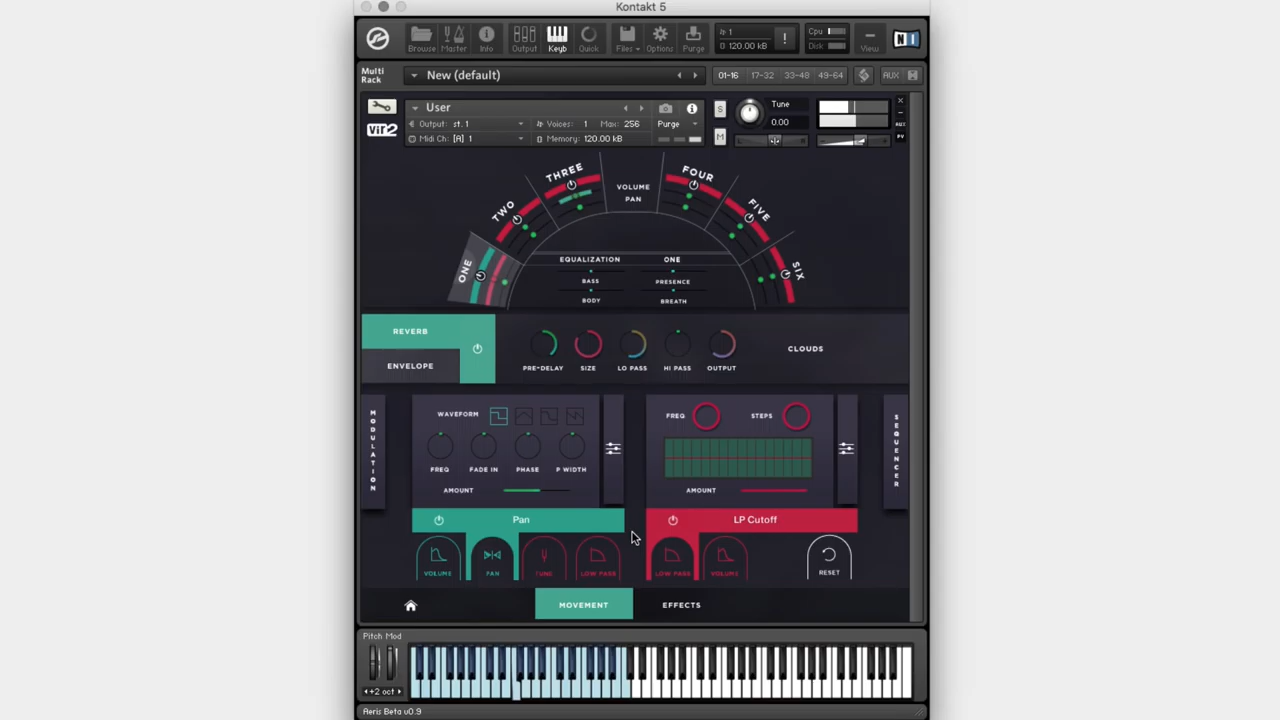 Kontakt 5
Browse
Master
Info
Output
Keyb
Quick
Files
Options
Purge
1
120.00 kB
!
Cpu
Disk
View
NI
Multi
Rack
New (default)
01-16
17-32
33-48
49-64
AUX
User
Output: st.1
Voices: 1
Max: 256
Purge
Midi Ch: [A] 1
Memory: 120.00 kB
S
M
Tune
0.00
AUX
PV
vir2
ONE
TWO
THREE
VOLUME
PAN
FOUR
FIVE
SIX
EQUALIZATION
ONE
BASS
PRESENCE
BODY
BREATH
REVERB
ENVELOPE
PRE-DELAY
SIZE
LO PASS
HI PASS
OUTPUT
CLOUDS
MODULATION
WAVEFORM
FREQ
FADE IN
PHASE
P WIDTH
AMOUNT
Pan
VOLUME
PAN
TUNE
LOW PASS
FREQ
STEPS
AMOUNT
LP Cutoff
LOW PASS
VOLUME
RESET
SEQUENCER
MOVEMENT
EFFECTS
Pitch Mod
+2 oct
Aeris Beta v0.9